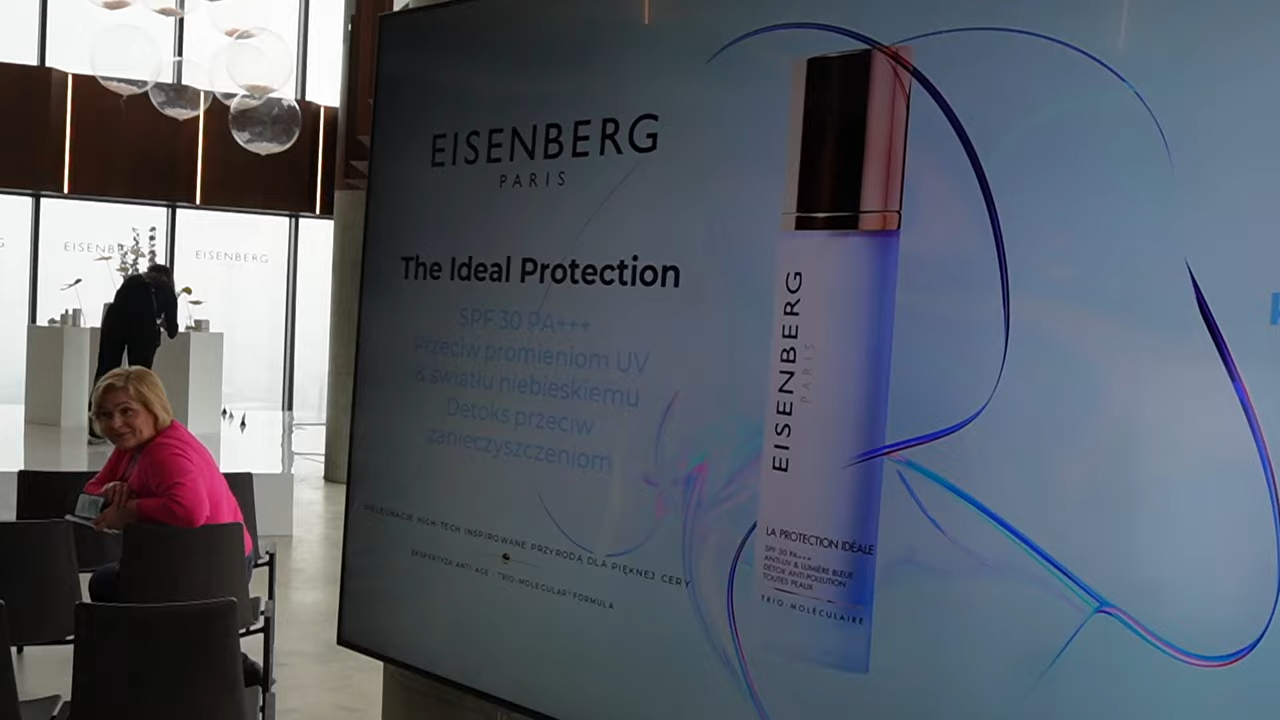 EISENBERG
EISENBERG
EISENBERG
PARIS
The Ideal Protection
SPF 30 PA+++
Przeciw promieniom UV
& światłu niebieskiemu
Detoks przeciw
zanieczyszczeniom
PIELĘGNACJE HIGH-TECH INSPIROWANE PRZYRODĄ DLA PIĘKNEJ CERY
EKSPERTYZA ANTI-AGE · TRIO-MOLECULAR® FORMULA
EISENBERG
PARIS
LA PROTECTION IDÉALE
SPF 30 PA+++
ANTI-UV & LUMIÈRE BLEUE
DÉTOX ANTI-POLLUTION
TOUTES PEAUX
TRIO-MOLÉCULAIRE